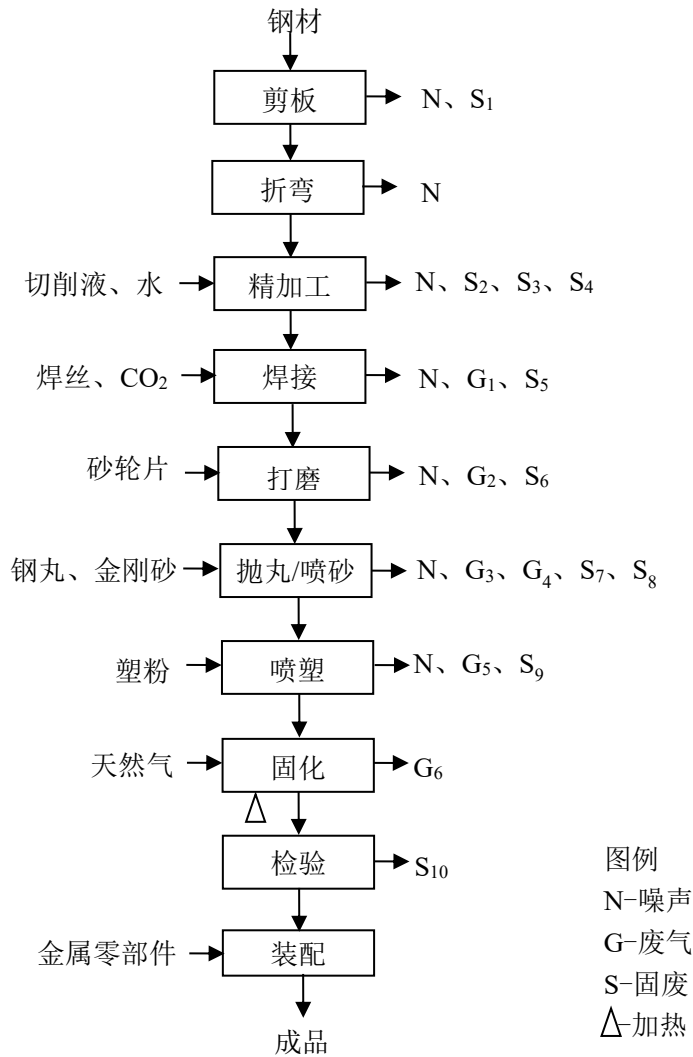 钢材
剪板
N、S₁
折弯
N
切削液、水
精加工
N、S₂、S₃、S₄
焊丝、CO₂
焊接
N、G₁、S₅
砂轮片
打磨
N、G₂、S₆
钢丸、金刚砂
抛丸/喷砂
N、G₃、G₄、S₇、S₈
塑粉
喷塑
N、G₅、S₉
天然气
固化
G₆
检验
S₁₀
金属零部件
装配
成品
图例
N-噪声
G-废气
S-固废
△-加热